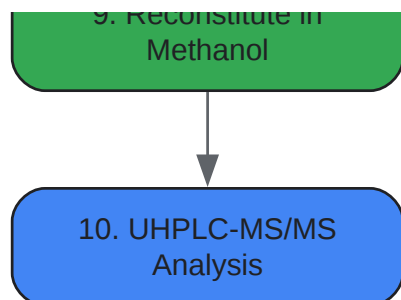 9. Reconstitute in
Methanol
10. UHPLC-MS/MS
Analysis